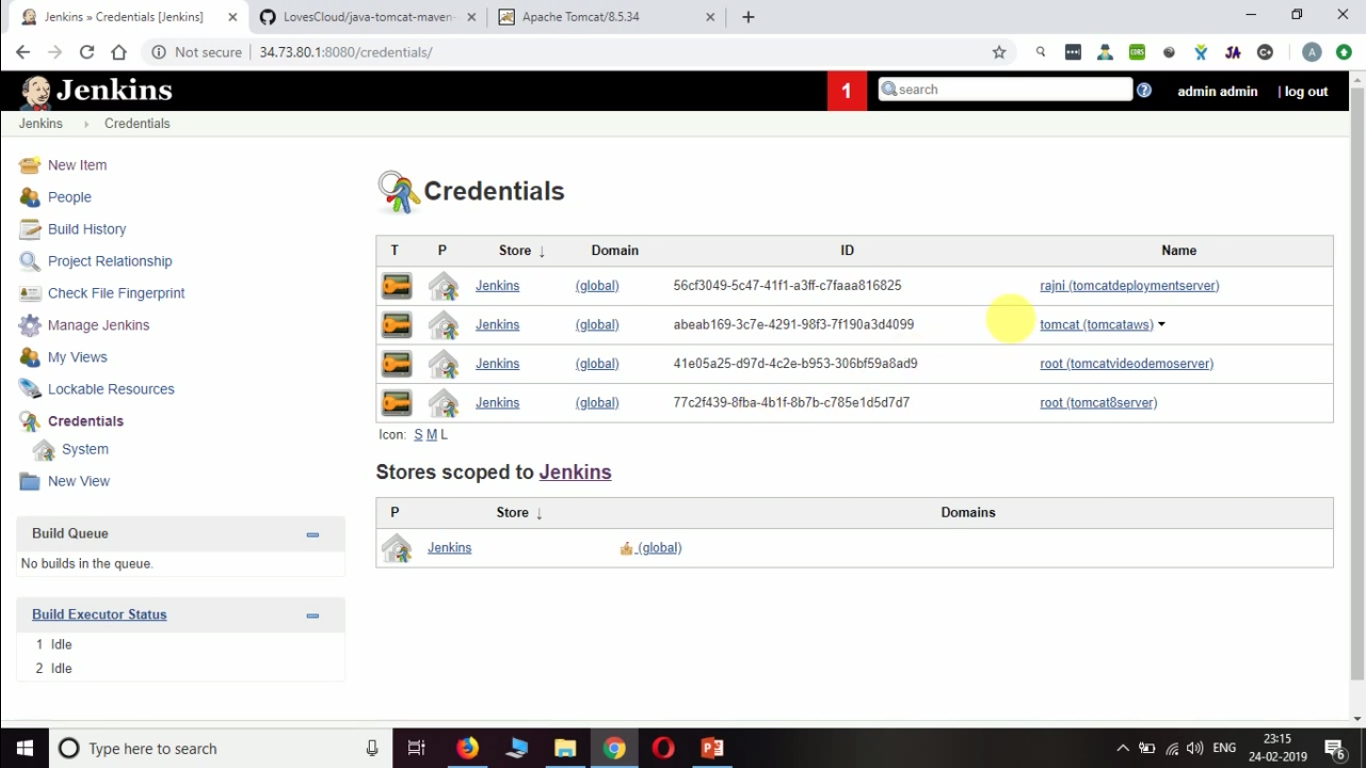 Jenkins » Credentials [Jenkins]
LovesCloud/java-tomcat-maven-
Apache Tomcat/8.5.34
Not secure
34.73.80.1:8080/credentials/
CORS
JA
A
Jenkins
1
search
?
admin admin
| log out
Jenkins
Credentials
New Item
People
Build History
Project Relationship
Check File Fingerprint
Manage Jenkins
My Views
Lockable Resources
Credentials
System
New View
Build Queue
No builds in the queue.
Build Executor Status
1 Idle
2 Idle
Credentials
T P Store ↓ Domain ID Name
Jenkins (global) 56cf3049-5c47-41f1-a3ff-c7faaa816825 rajni (tomcatdeploymentserver)
Jenkins (global) abeab169-3c7e-4291-98f3-7f190a3d4099 tomcat (tomcataws)
Jenkins (global) 41e05a25-d97d-4c2e-b953-306bf59a8ad9 root (tomcatvideodemoserver)
Jenkins (global) 77c2f439-8fba-4b1f-8b7b-c785e1d5d7d7 root (tomcat8server)
Icon: S M L
Stores scoped to Jenkins
P Store ↓ Domains
Jenkins (global)
Type here to search
ENG
23:15
24-02-2019
6